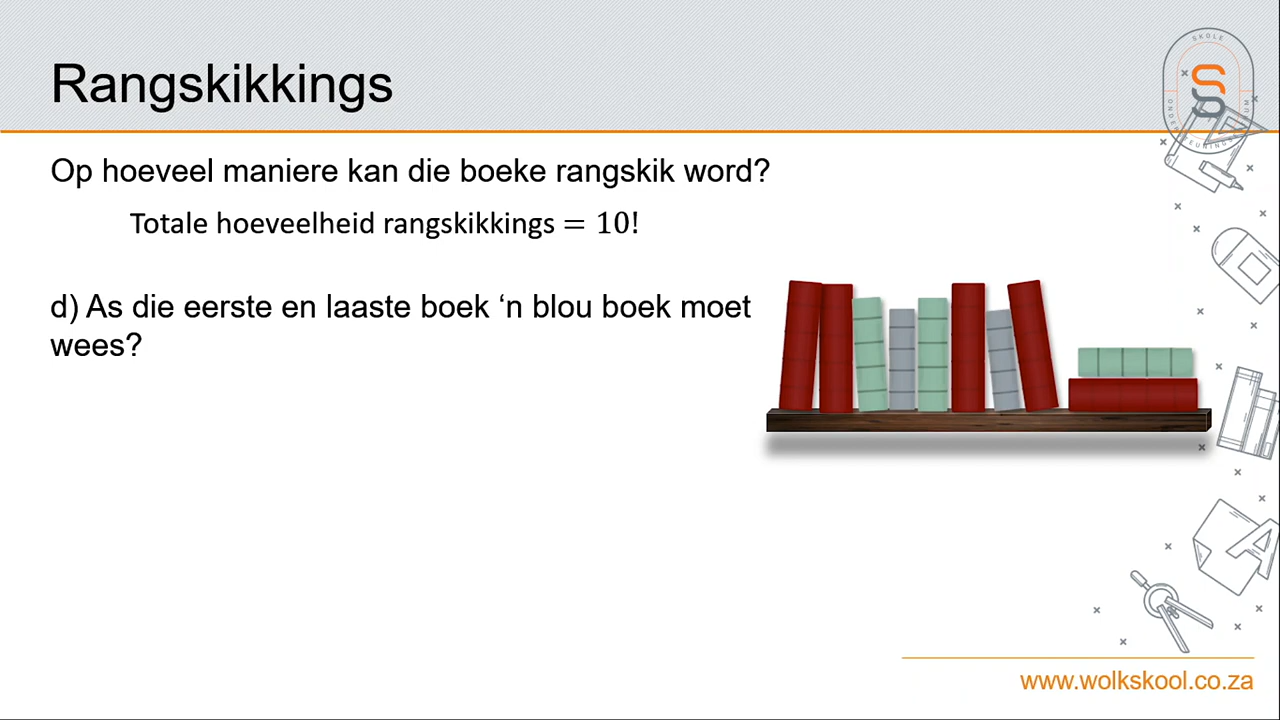 Rangskikkings
SKOLE
Op hoeveel maniere kan die boeke rangskik word?
Totale hoeveelheid rangskikkings = 10!
d) As die eerste en laaste boek ‘n blou boek moet
wees?
www.wolkskool.co.za